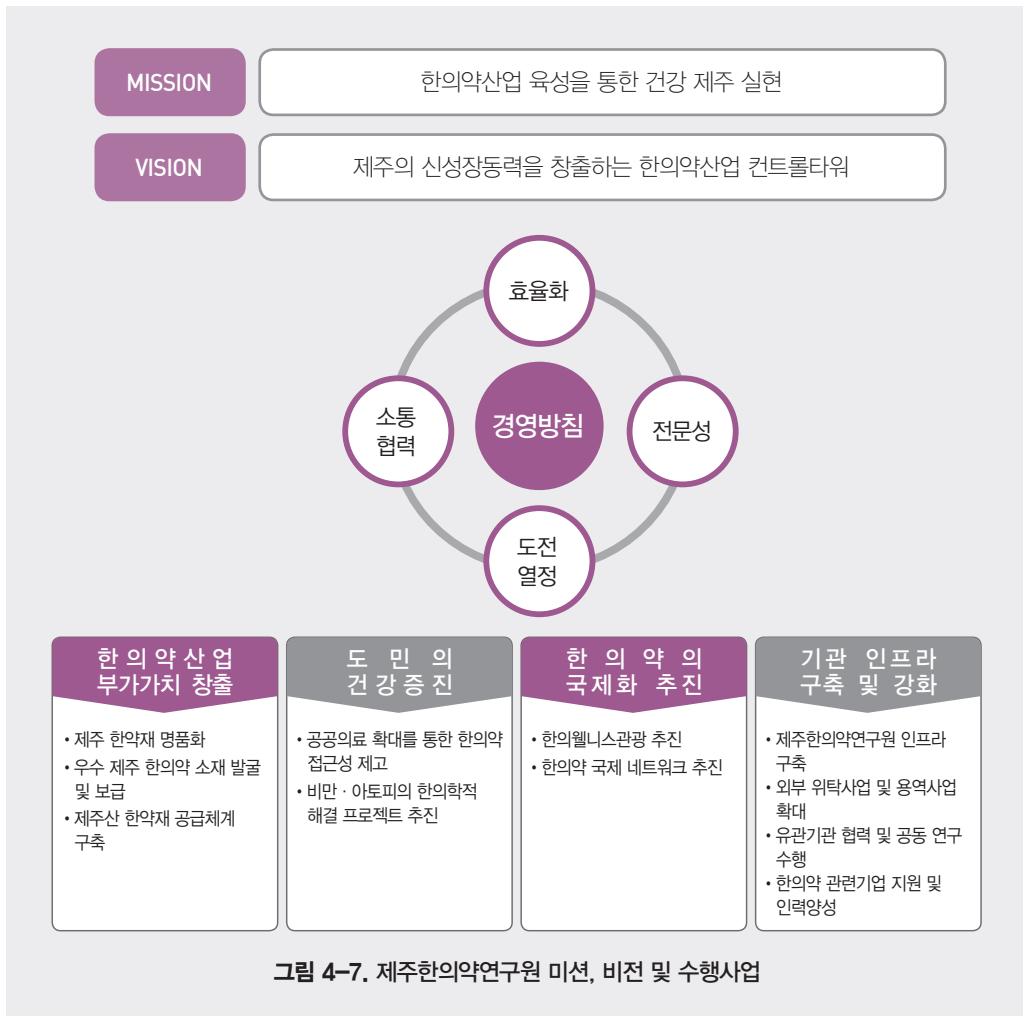 MISSION
한의약산업 육성을 통한 건강 제주 실현
VISION
제주의 신성장동력을 창출하는 한의약산업 컨트롤타워
효율화
소통
협력
경영방침
전문성
도전
열정
한의약산업
부가가치 창출
• 제주 한약재 명품화
• 우수 제주 한의약 소재 발굴
및 보급
• 제주산 한약재 공급체계
구축
도민의
건강증진
• 공공의료 확대를 통한 한의약
접근성 제고
• 비만 · 아토피의 한의학적
해결 프로젝트 추진
한의약의
국제화 추진
• 한의웰니스관광 추진
• 한의약 국제 네트워크 추진
기관 인프라
구축 및 강화
• 제주한의약연구원 인프라
구축
• 외부 위탁사업 및 용역사업
확대
• 유관기관 협력 및 공동 연구
수행
• 한의약 관련기업 지원 및
인력양성
그림 4–7. 제주한의약연구원 미션, 비전 및 수행사업